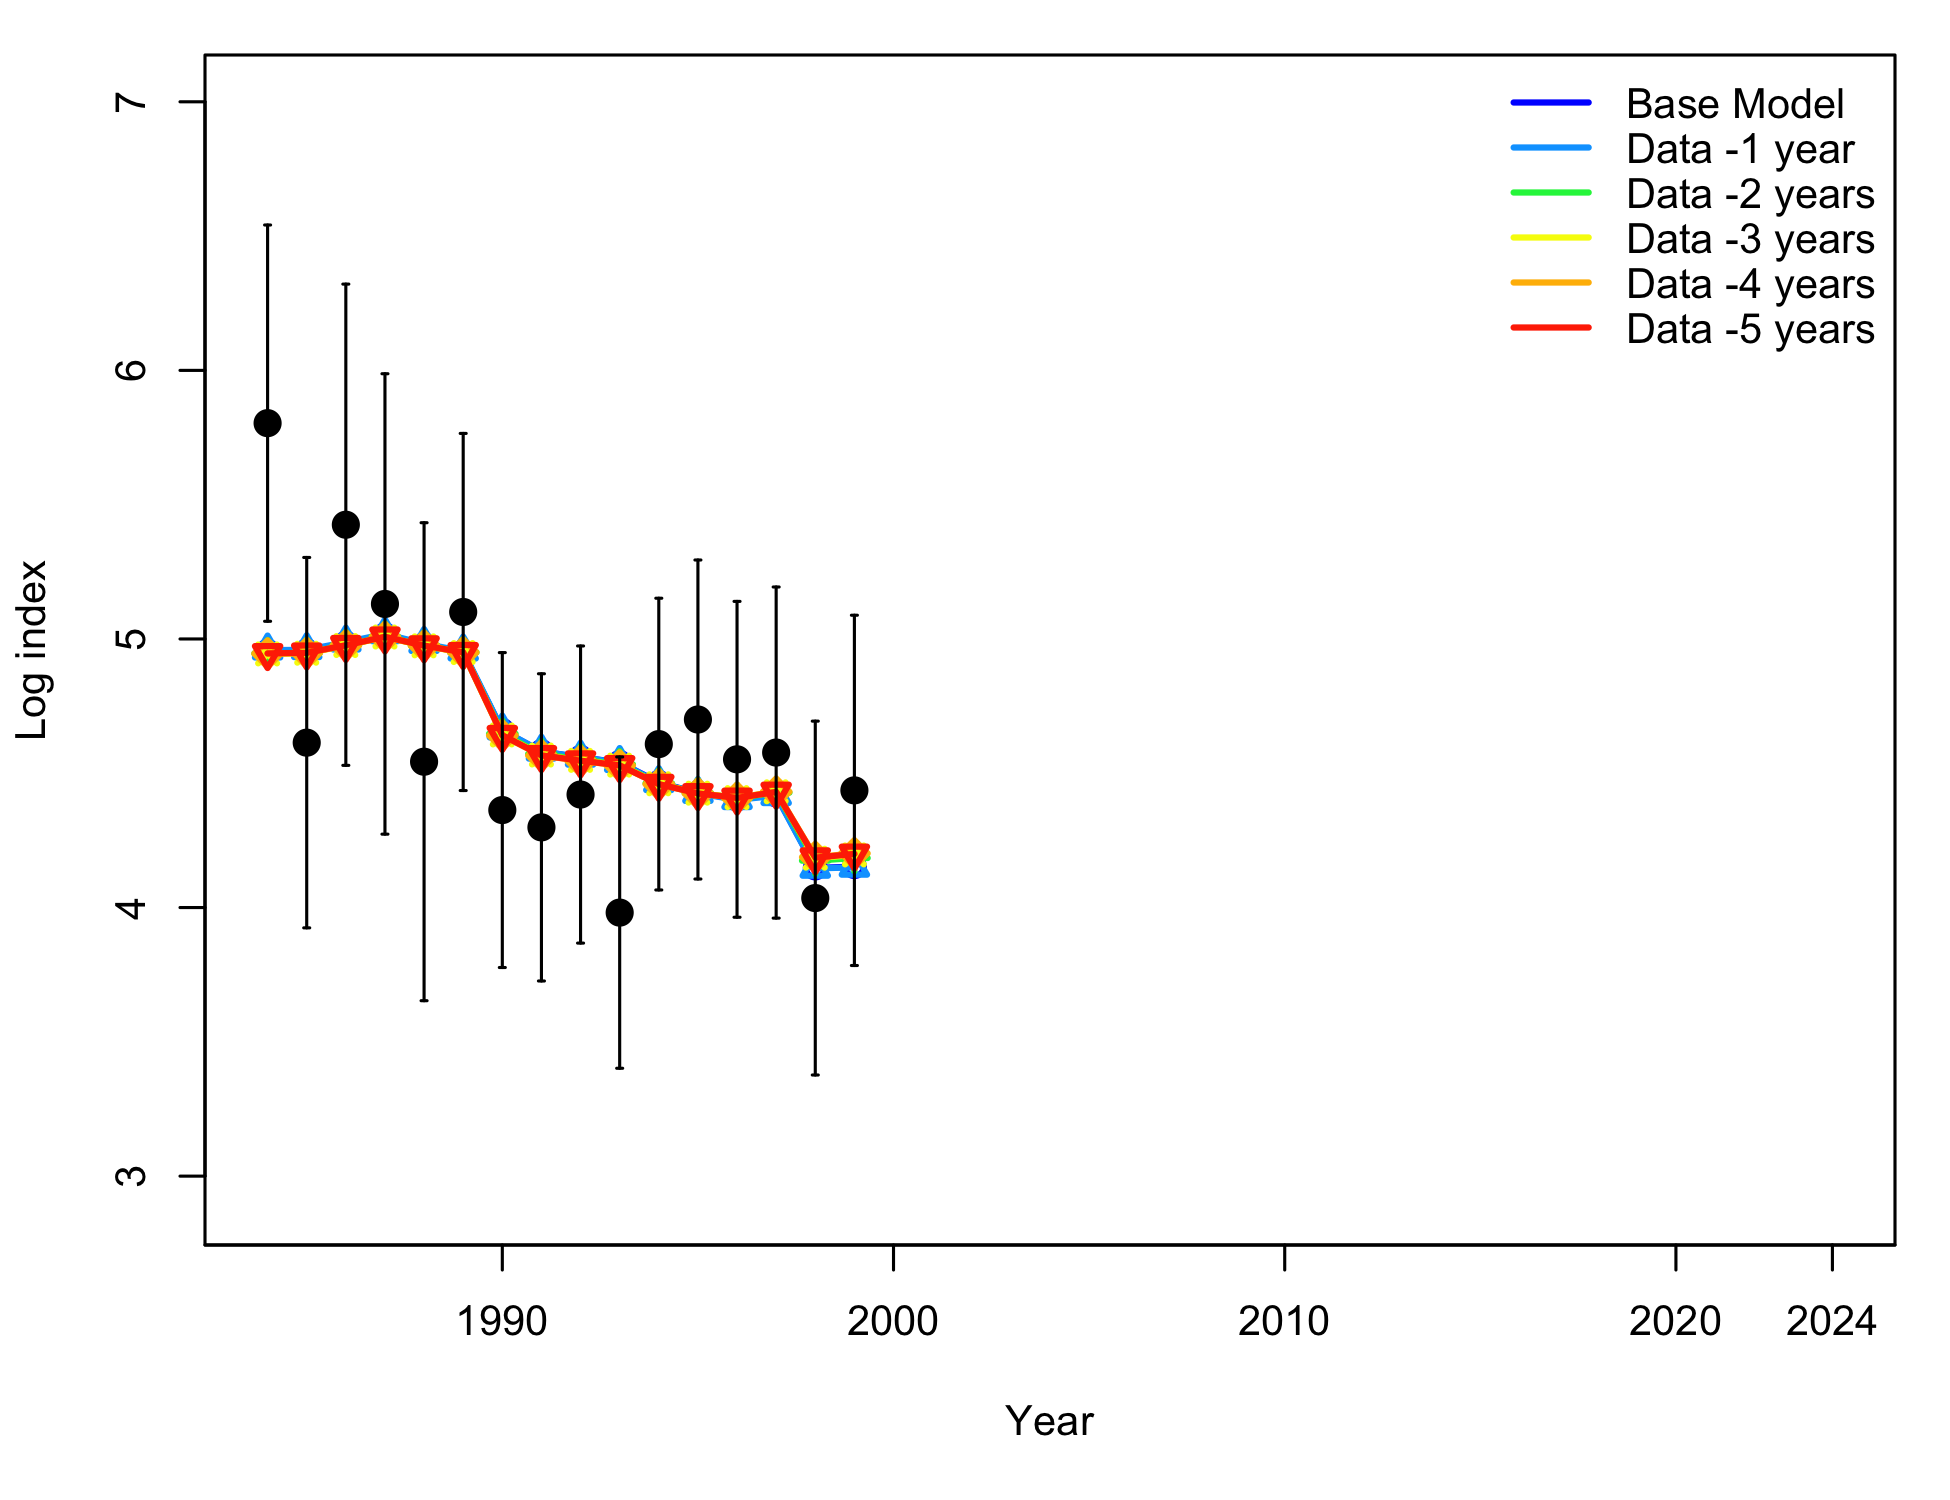 7
6
5
4
3
Log index
Base Model
Data -1 year
Data -2 years
Data -3 years
Data -4 years
Data -5 years
1990 2000 2010 2020 2024
Year